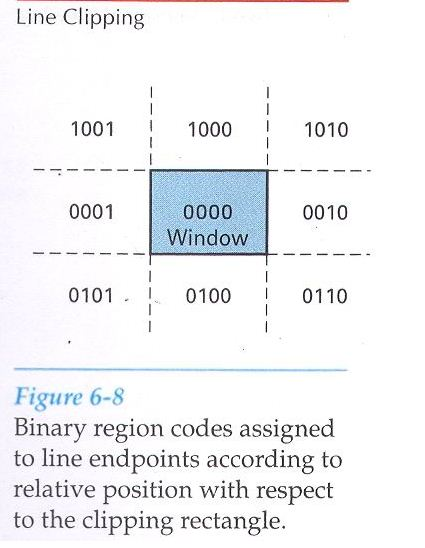 Line Clipping
1001 1000 1010
0001 0000 0010
Window
0101 0100 0110
Figure 6-8
Binary region codes assigned
to line endpoints according to
relative position with respect
to the clipping rectangle.